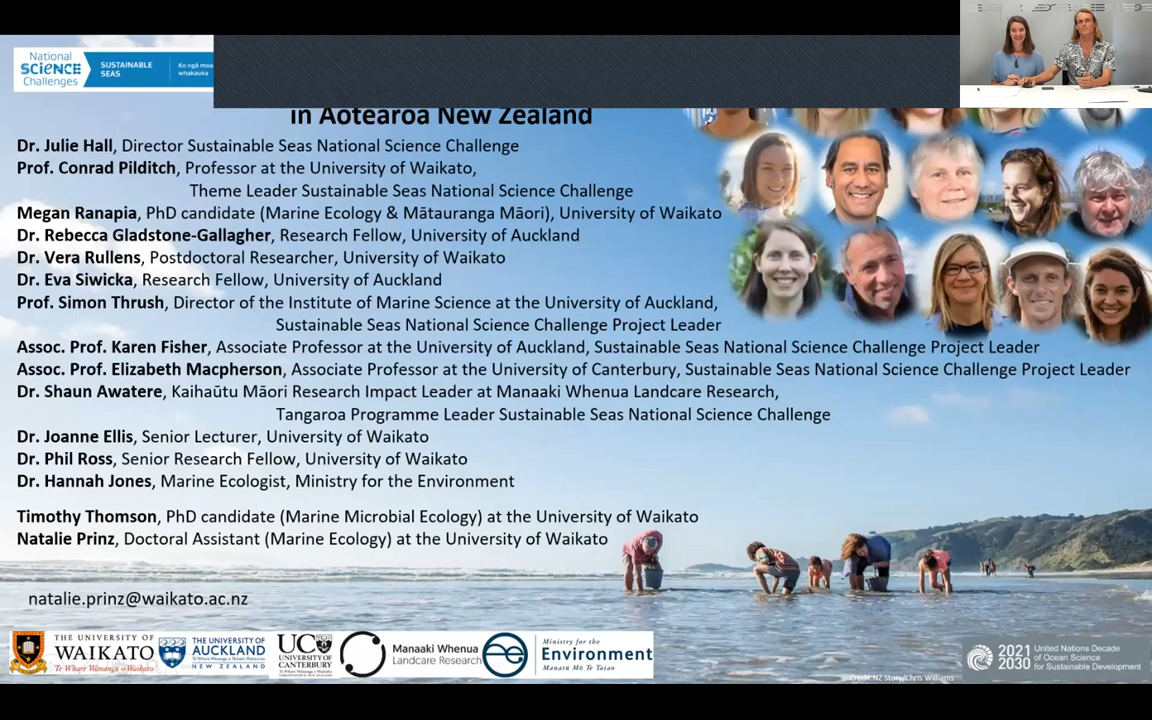 National
SCIENCE
Challenges
SUSTAINABLE
SEAS
Ko ngā moa
whakauka
in Aotearoa New Zealand
Dr. Julie Hall, Director Sustainable Seas National Science Challenge
Prof. Conrad Pilditch, Professor at the University of Waikato,
Theme Leader Sustainable Seas National Science Challenge
Megan Ranapia, PhD candidate (Marine Ecology & Mātauranga Māori), University of Waikato
Dr. Rebecca Gladstone-Gallagher, Research Fellow, University of Auckland
Dr. Vera Rullens, Postdoctoral Researcher, University of Waikato
Dr. Eva Siwicka, Research Fellow, University of Auckland
Prof. Simon Thrush, Director of the Institute of Marine Science at the University of Auckland,
Sustainable Seas National Science Challenge Project Leader
Assoc. Prof. Karen Fisher, Associate Professor at the University of Auckland, Sustainable Seas National Science Challenge Project Leader
Assoc. Prof. Elizabeth Macpherson, Associate Professor at the University of Canterbury, Sustainable Seas National Science Challenge Project Leader
Dr. Shaun Awatere, Kaihaūtu Māori Research Impact Leader at Manaaki Whenua Landcare Research,
Tangaroa Programme Leader Sustainable Seas National Science Challenge
Dr. Joanne Ellis, Senior Lecturer, University of Waikato
Dr. Phil Ross, Senior Research Fellow, University of Waikato
Dr. Hannah Jones, Marine Ecologist, Ministry for the Environment
Timothy Thomson, PhD candidate (Marine Microbial Ecology) at the University of Waikato
Natalie Prinz, Doctoral Assistant (Marine Ecology) at the University of Waikato
natalie.prinz@waikato.ac.nz
THE UNIVERSITY OF
WAIKATO
Te Whare Wānanga o Waikato
THE UNIVERSITY OF
AUCKLAND
NEW ZEALAND
UC
UNIVERSITY OF
CANTERBURY
Manaaki Whenua
Landcare Research
Ministry for the
Environment
Manatū Mō Te Taiao
2021
2030
United Nations Decade
of Ocean Science
for Sustainable Development
Credit:NZ Story/Chris Williams